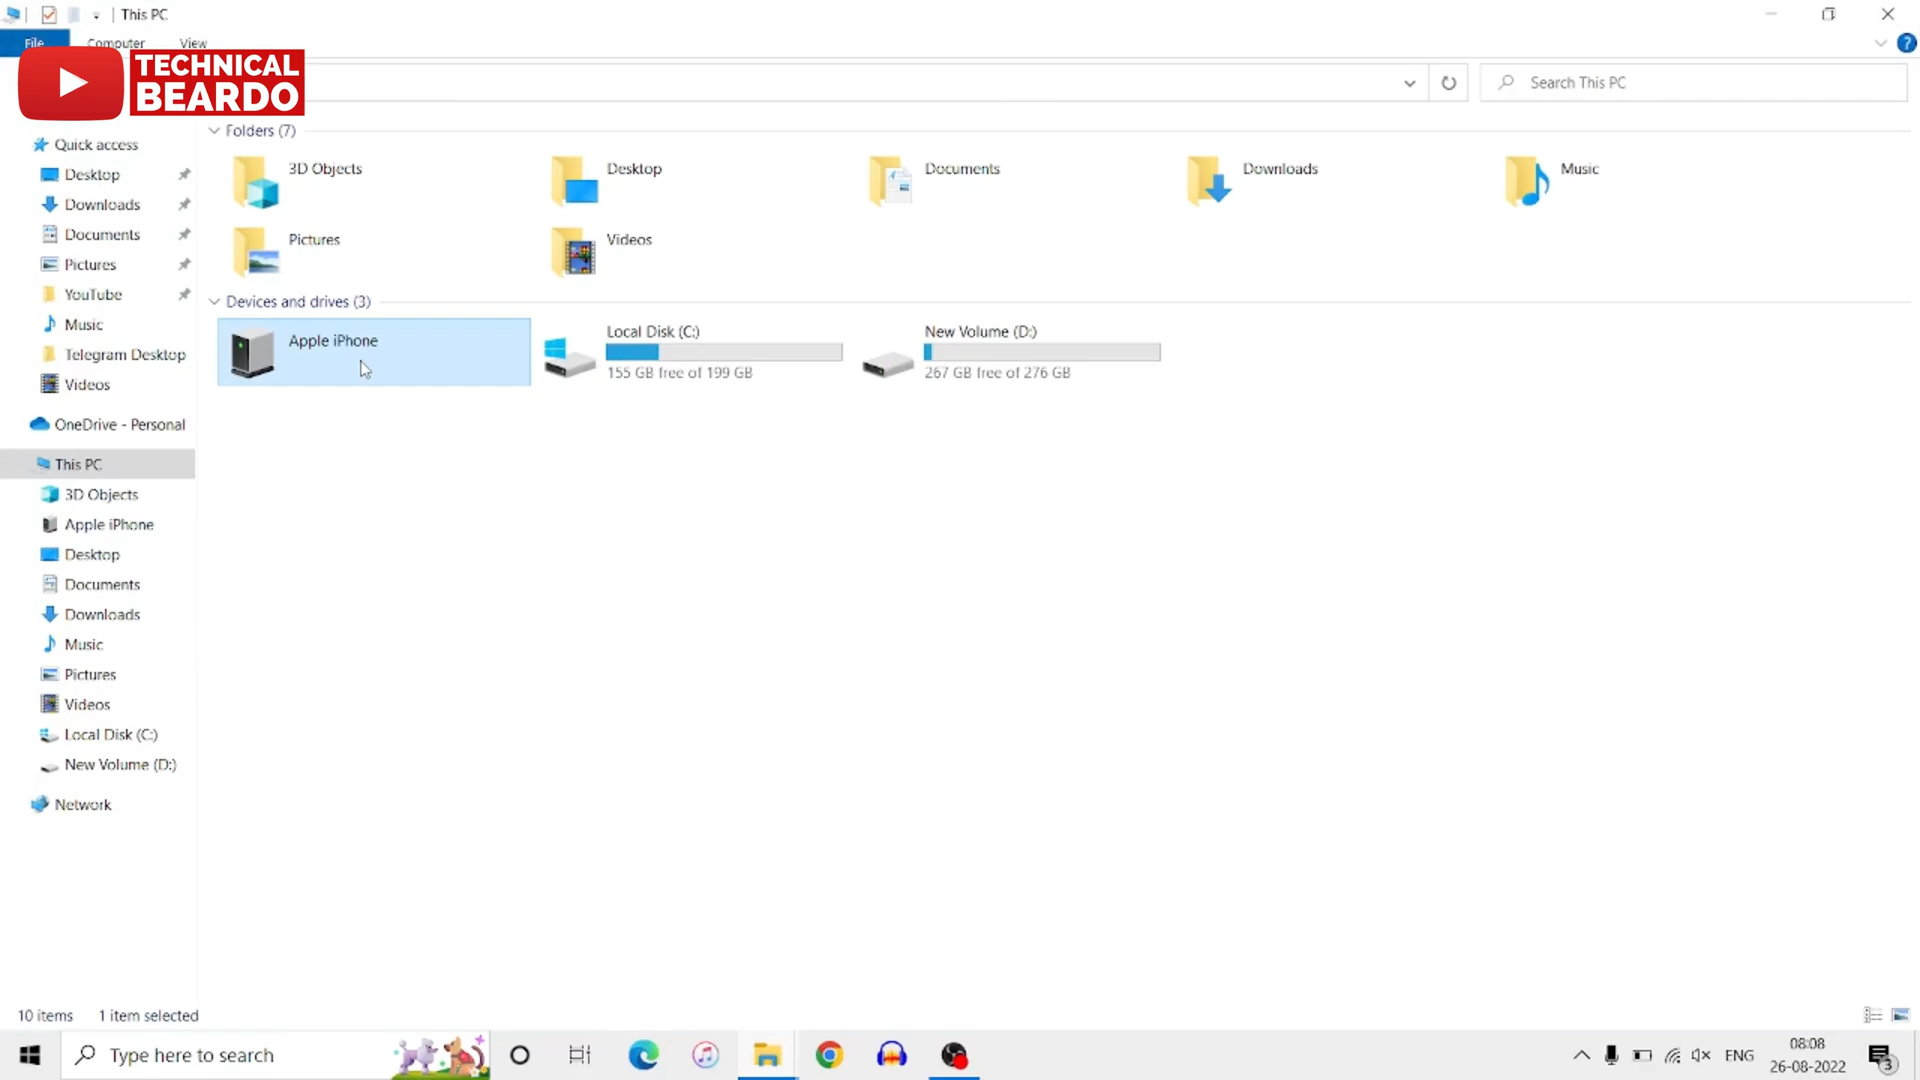 This PC
File
Computer
View
TECHNICAL
BEARDO
Search This PC
Quick access
Desktop
Downloads
Documents
Pictures
YouTube
Music
Telegram Desktop
Videos
OneDrive - Personal
This PC
3D Objects
Apple iPhone
Desktop
Documents
Downloads
Music
Pictures
Videos
Local Disk (C:)
New Volume (D:)
Network
Folders (7)
3D Objects
Desktop
Documents
Downloads
Music
Pictures
Videos
Devices and drives (3)
Apple iPhone
Local Disk (C:)
155 GB free of 199 GB
New Volume (D:)
267 GB free of 276 GB
10 items
1 item selected
Type here to search
ENG
08:08
26-08-2022
3